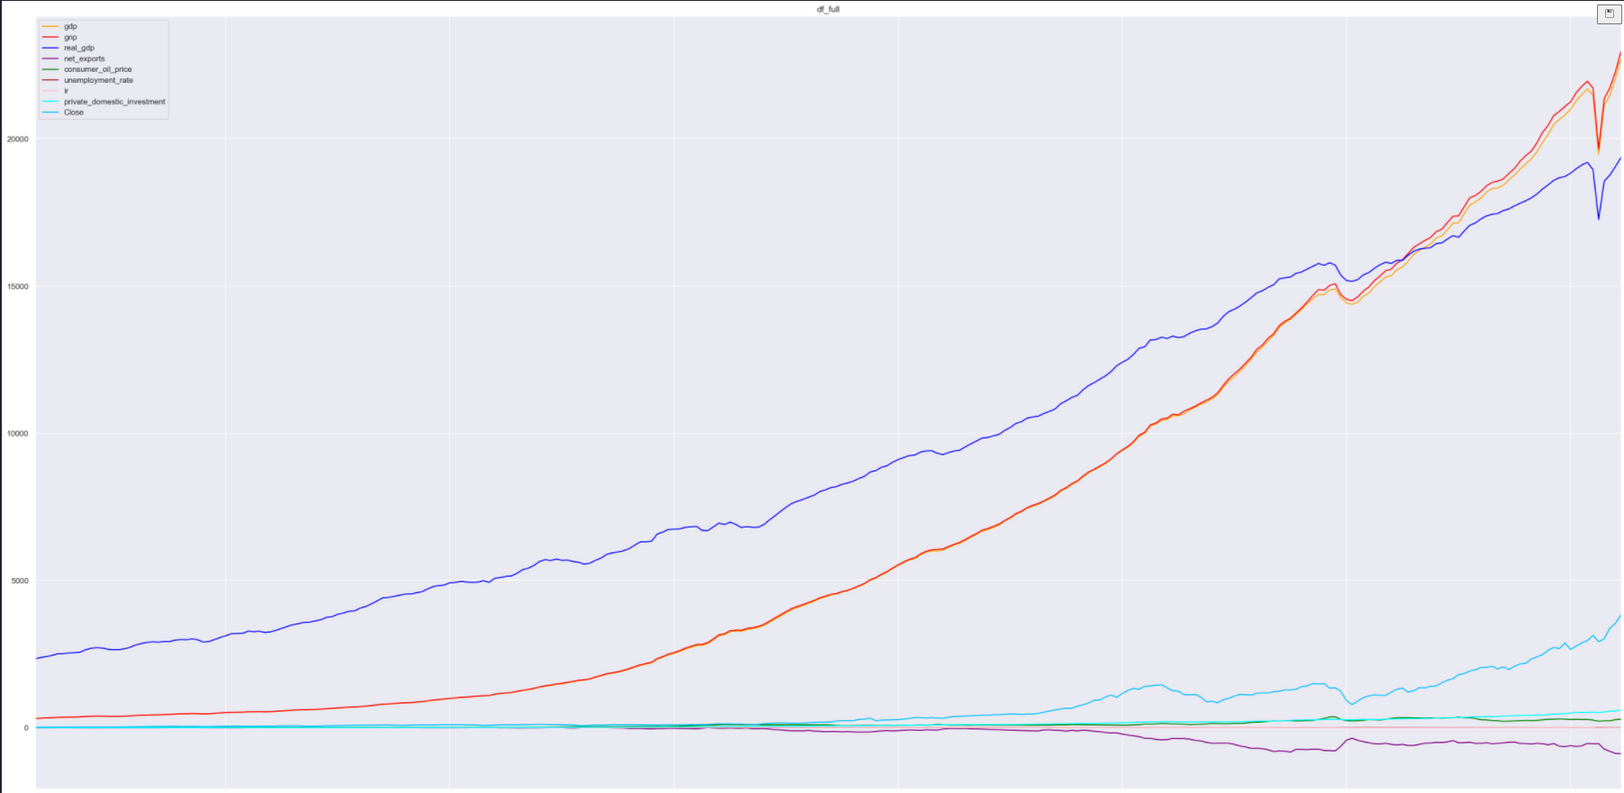 df_full
gdp
gnp
real_gdp
net_exports
consumer_oil_price
unemployment_rate
ir
private_domestic_investment
Close
20000
15000
10000
5000
0